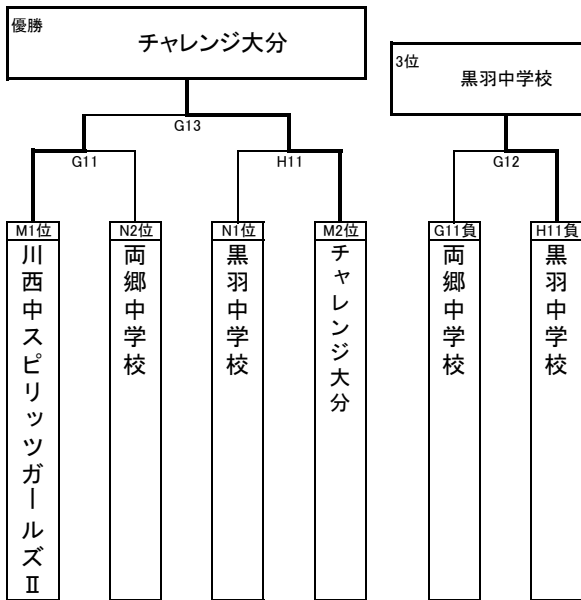 優勝
チャレンジ大分
3位
黒羽中学校
G13
G11
H11
G12
M1位
N2位
N1位
M2位
G11負
H11負
川西中スピリッツガールズⅡ
両郷中学校
黒羽中学校
チャレンジ大分
両郷中学校
黒羽中学校